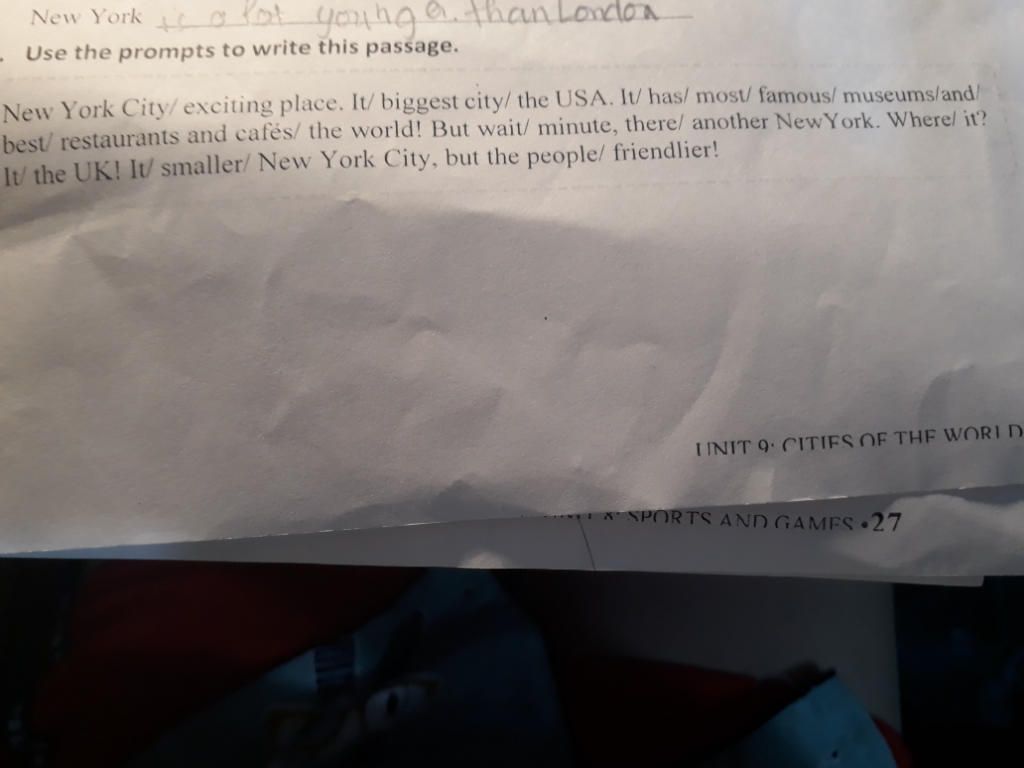 New York is a lot younger than London
. Use the prompts to write this passage.
New York City/ exciting place. It/ biggest city/ the USA. It/ has/ most/ famous/ museums/and/
best/ restaurants and cafés/ the world! But wait/ minute, there/ another NewYork. Where/ it?
It/ the UK! It/ smaller/ New York City, but the people/ friendlier!
UNIT 9: CITIES OF THE WORLD
SPORTS AND GAMES •27